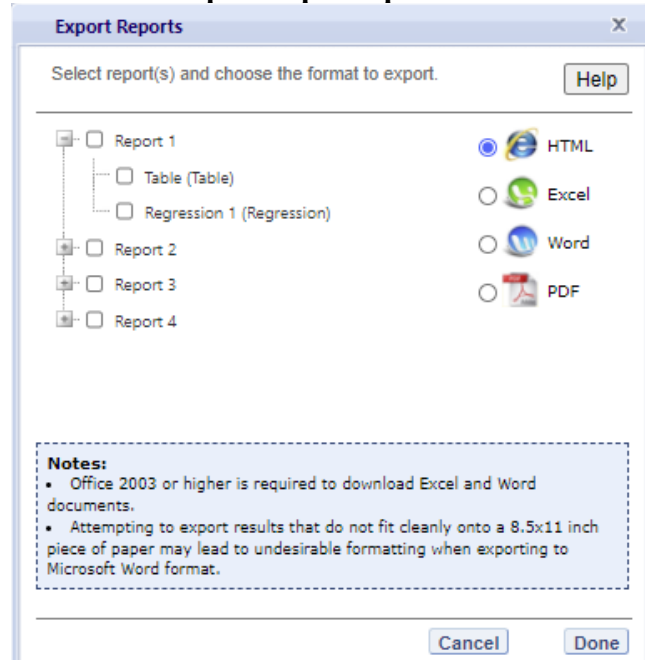 Export Reports
Select report(s) and choose the format to export.
Help
Report 1
HTML
Table (Table)
Excel
Regression 1 (Regression)
Report 2
Word
Report 3
PDF
Report 4
Notes:
• Office 2003 or higher is required to download Excel and Word
documents.
• Attempting to export results that do not fit cleanly onto a 8.5x11 inch
piece of paper may lead to undesirable formatting when exporting to
Microsoft Word format.
Cancel
Done